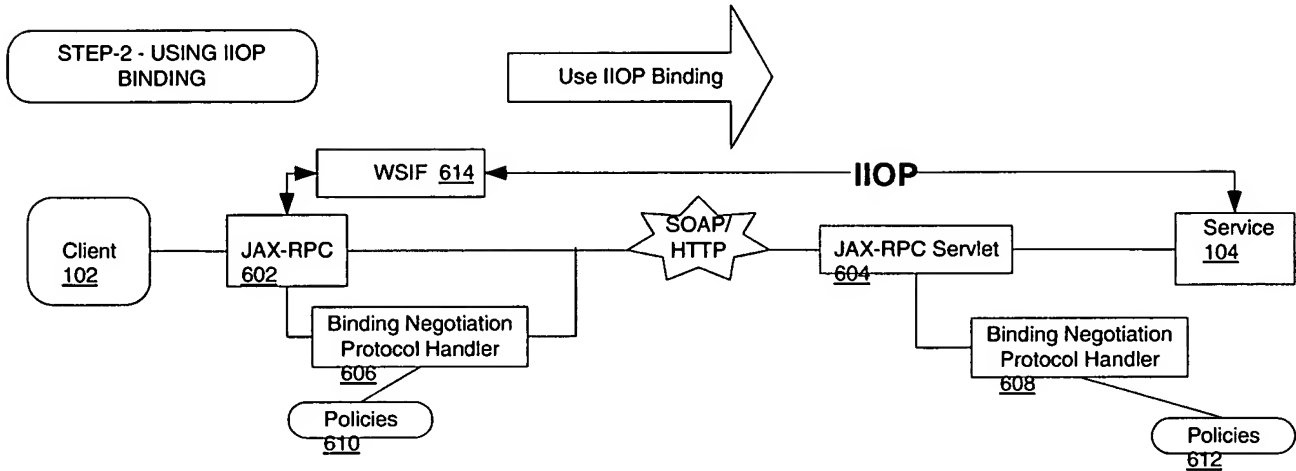 STEP-2 - USING IIOP
BINDING
Use IIOP Binding
WSIF 614
IIOP
Client
102
JAX-RPC
602
SOAP/
HTTP
JAX-RPC Servlet
604
Service
104
Binding Negotiation
Protocol Handler
606
Binding Negotiation
Protocol Handler
608
Policies
610
Policies
612